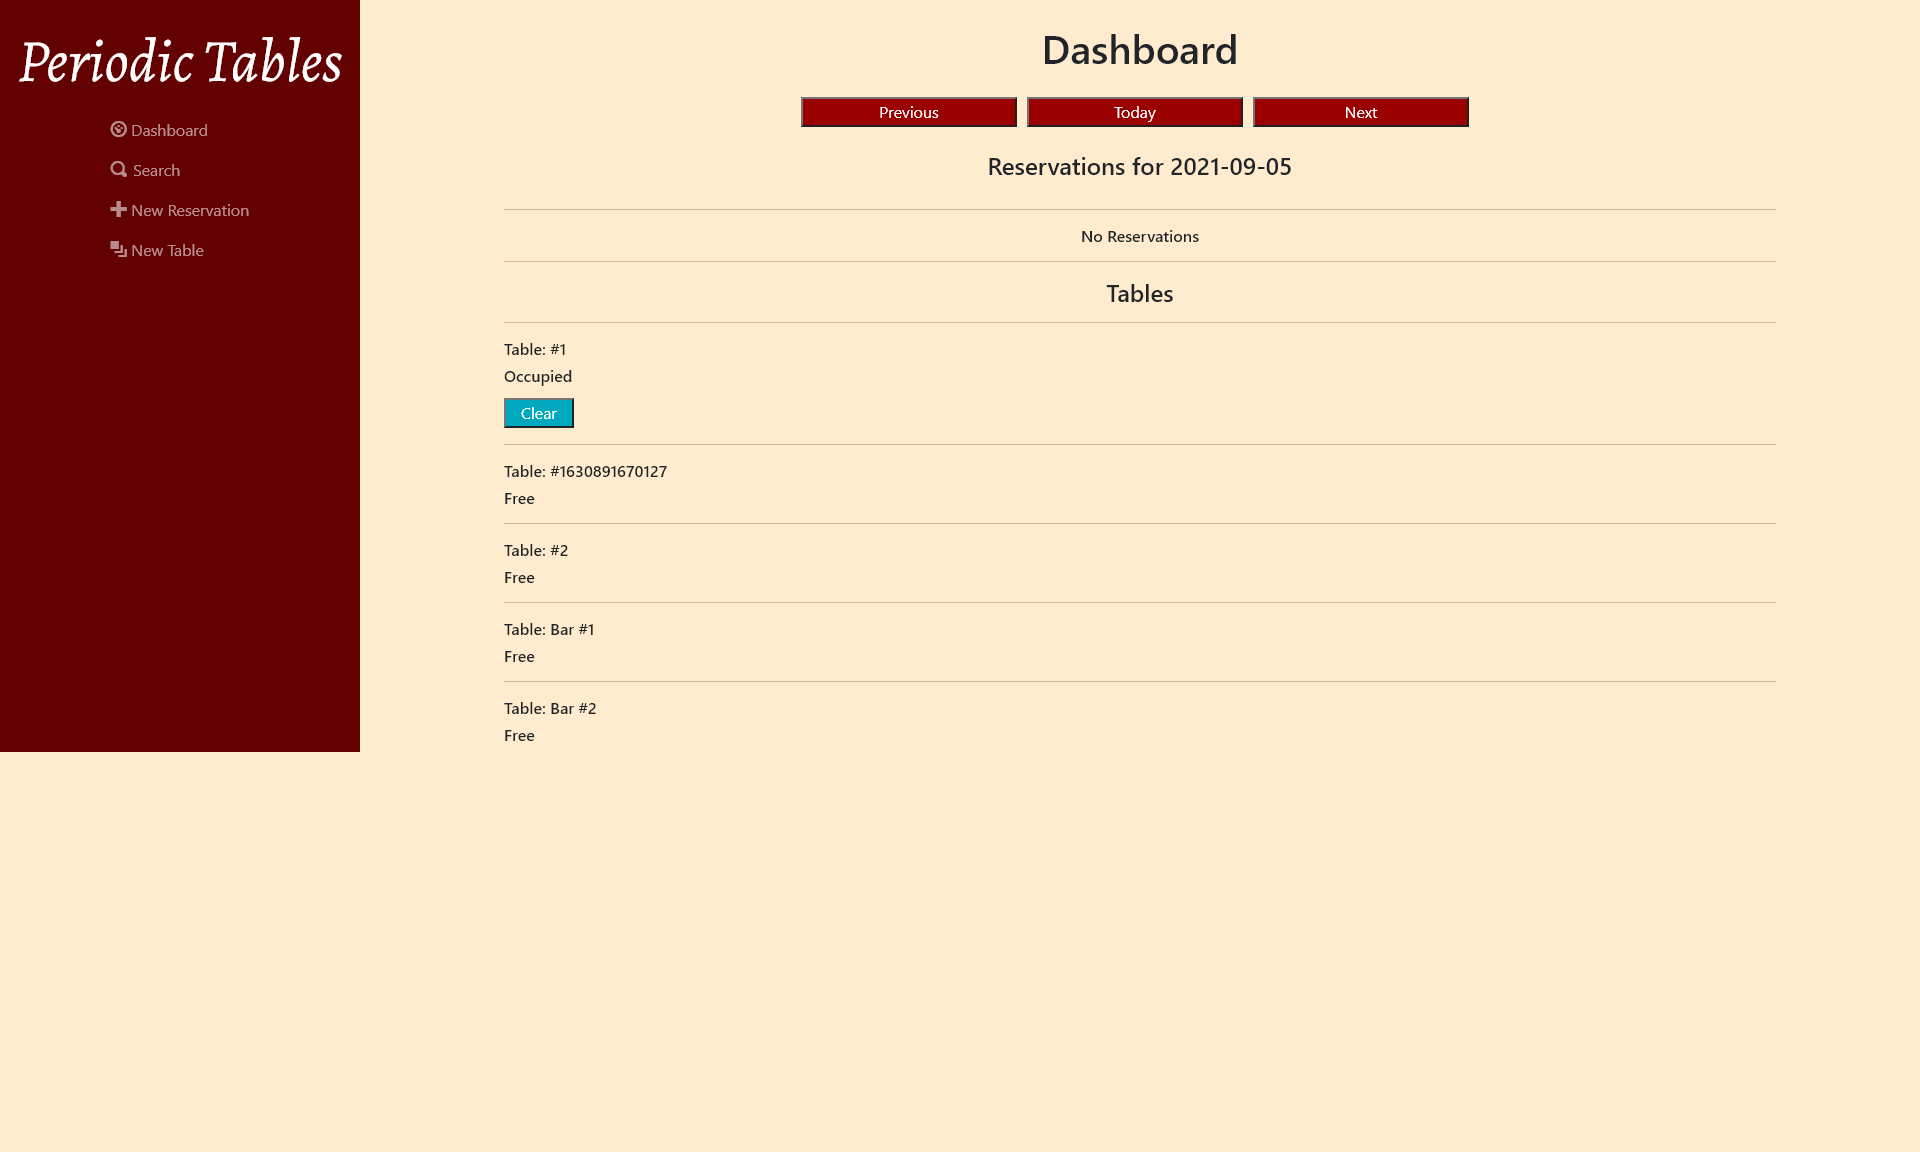 Periodic Tables
Dashboard
Search
New Reservation
New Table
Dashboard
Previous Today Next
Reservations for 2021-09-05
No Reservations
Tables
Table: #1
Occupied
Clear
Table: #1630891670127
Free
Table: #2
Free
Table: Bar #1
Free
Table: Bar #2
Free